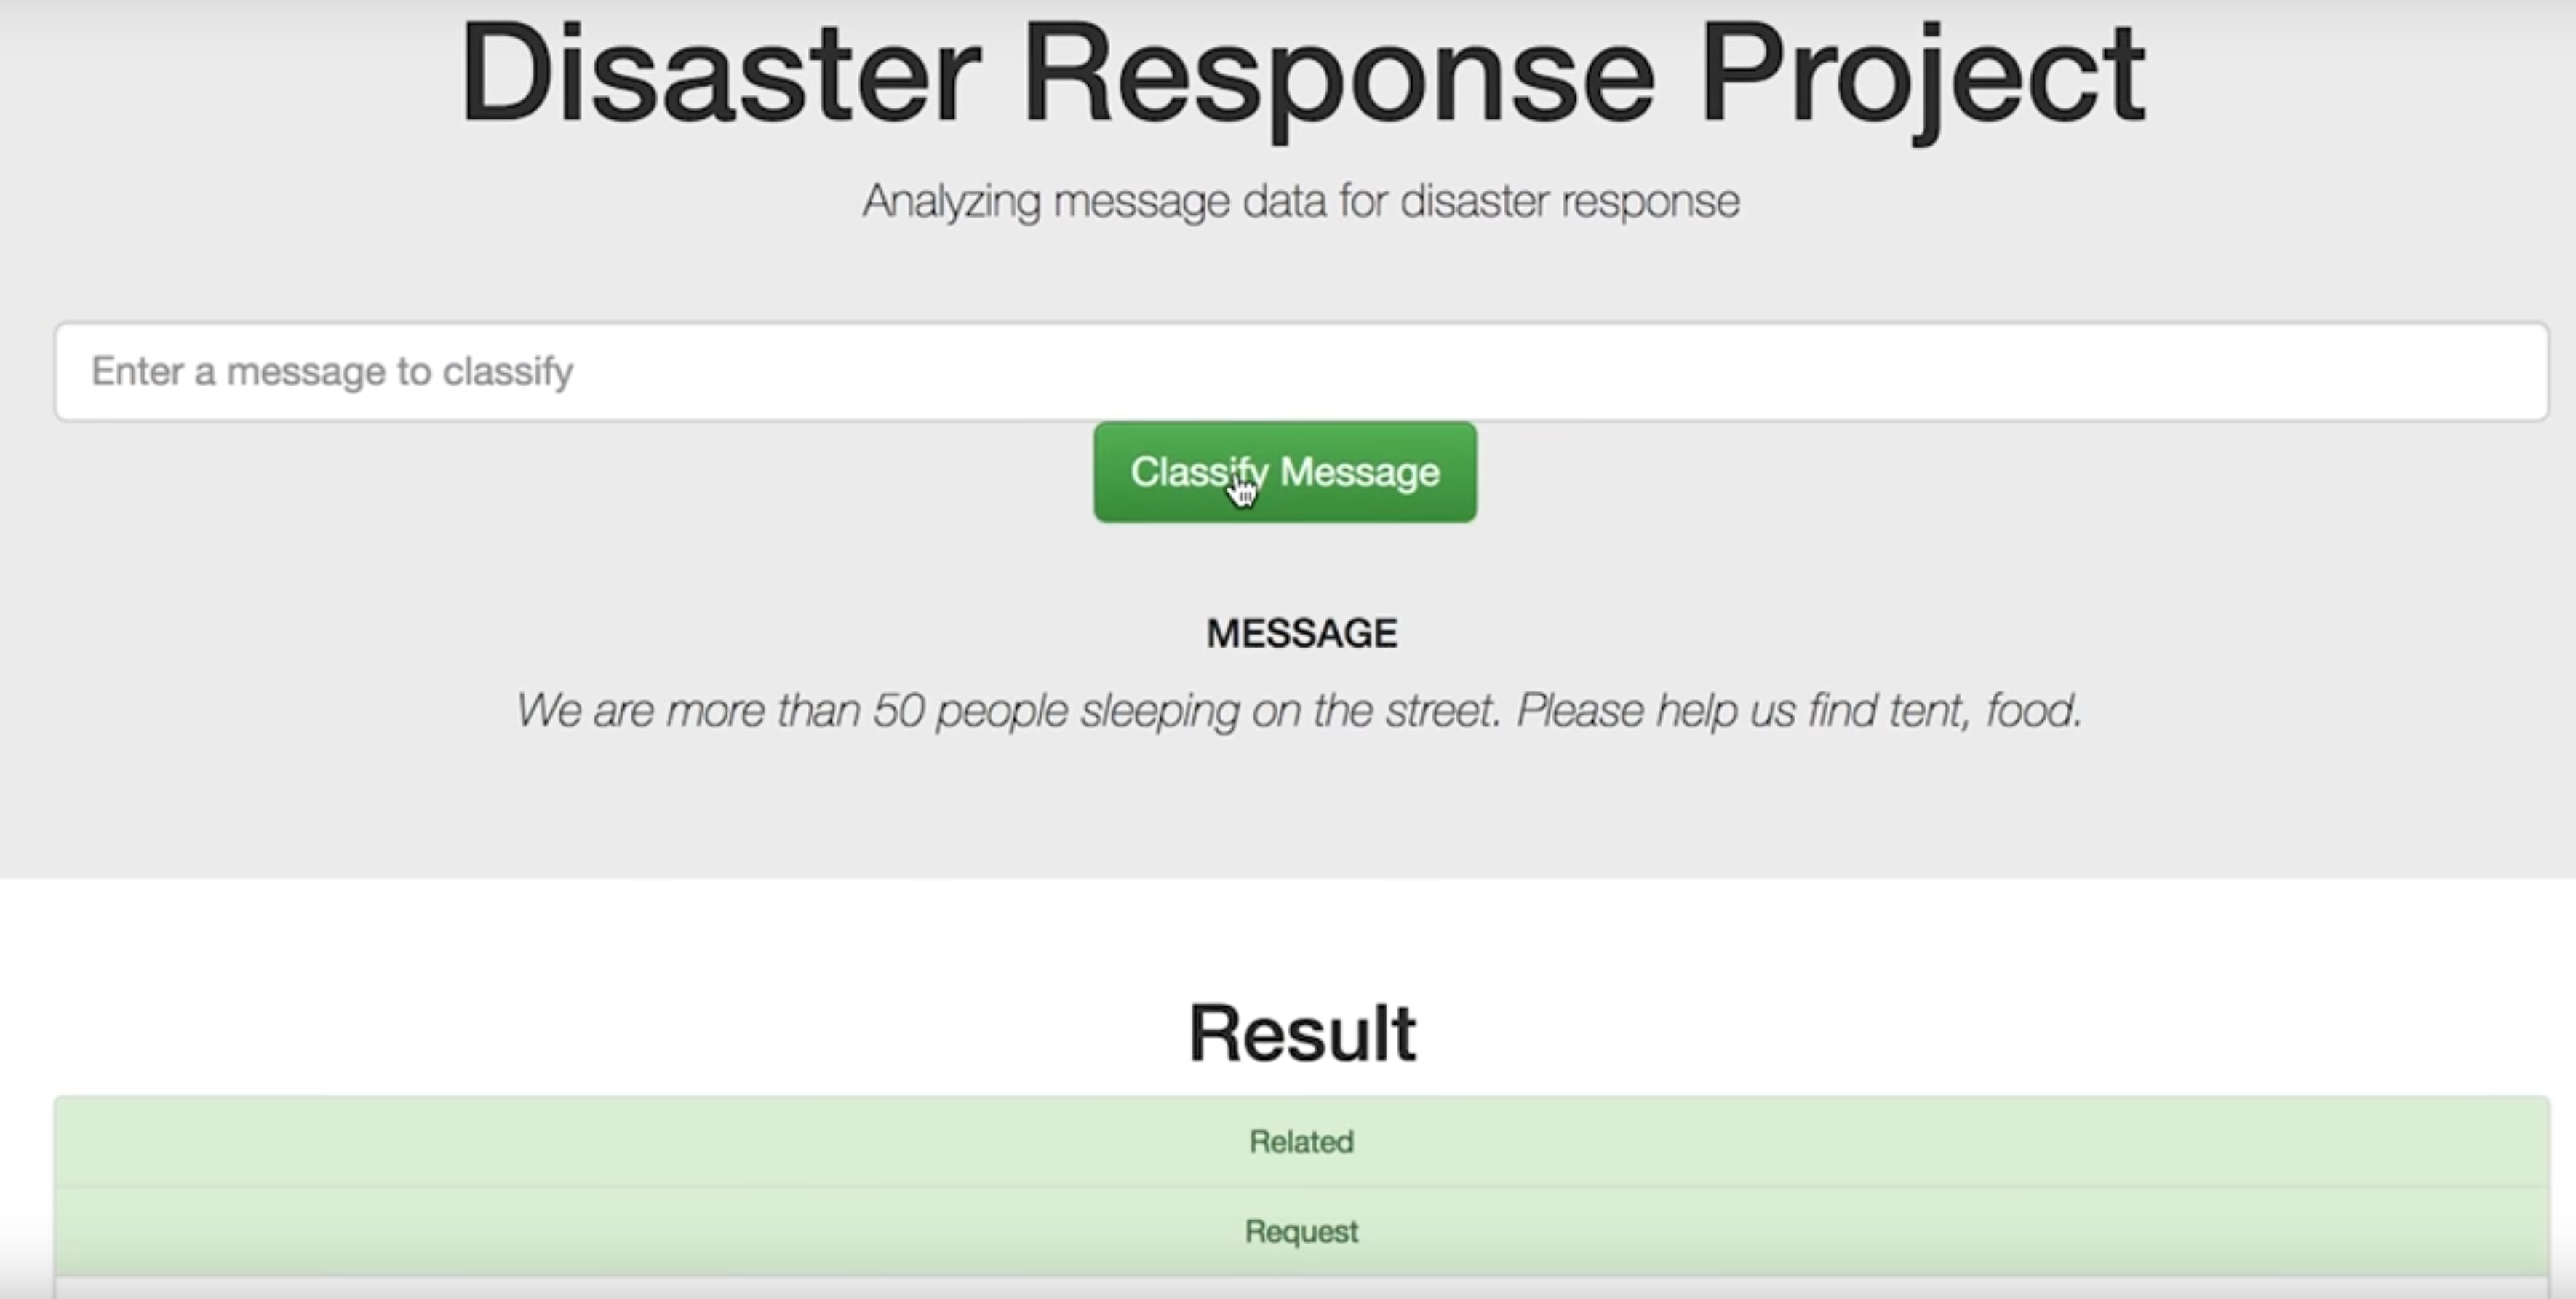 Disaster Response Project
Analyzing message data for disaster response
Enter a message to classify
Classify Message
MESSAGE
We are more than 50 people sleeping on the street. Please help us find tent, food.
Result
Related
Request